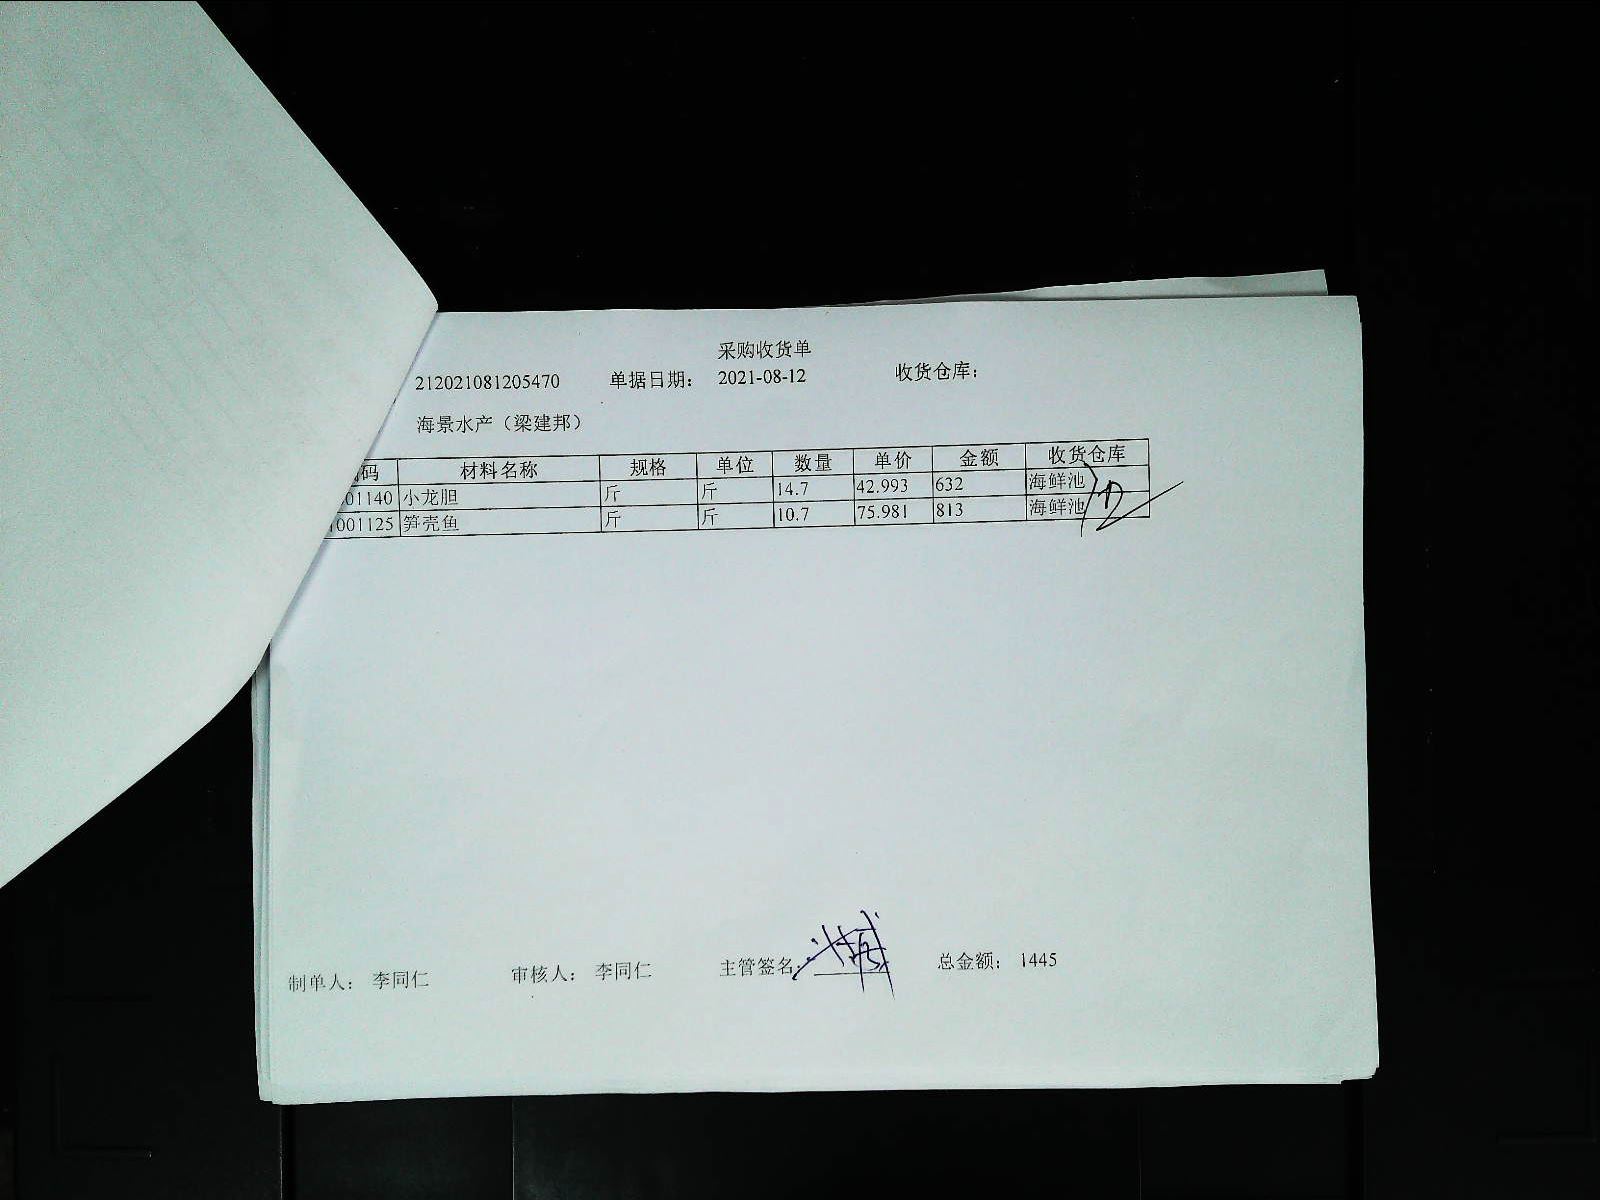 采购收货单
212021081205470 单据日期： 2021-08-12 收货仓库：
海景水产（梁建邦）
码 材料名称 规格 单位 数量 单价 金额 收货仓库
01140 小龙胆 斤 斤 14.7 42.993 632 海鲜池
001125 笋壳鱼 斤 斤 10.7 75.981 813 海鲜池
制单人： 李同仁 审核人： 李同仁 主管签名： 总金额： 1445